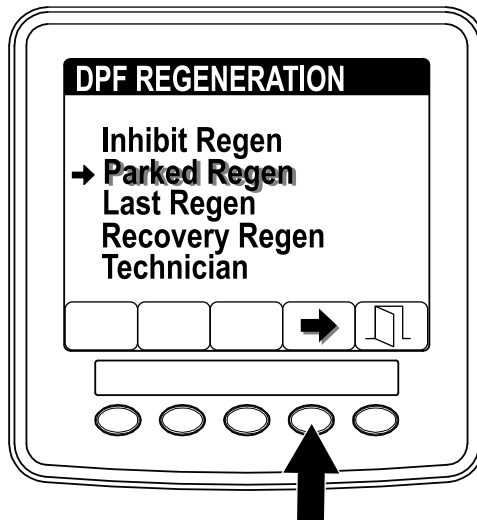 DPF REGENERATION
Inhibit Regen
Parked Regen
Last Regen
Recovery Regen
Technician